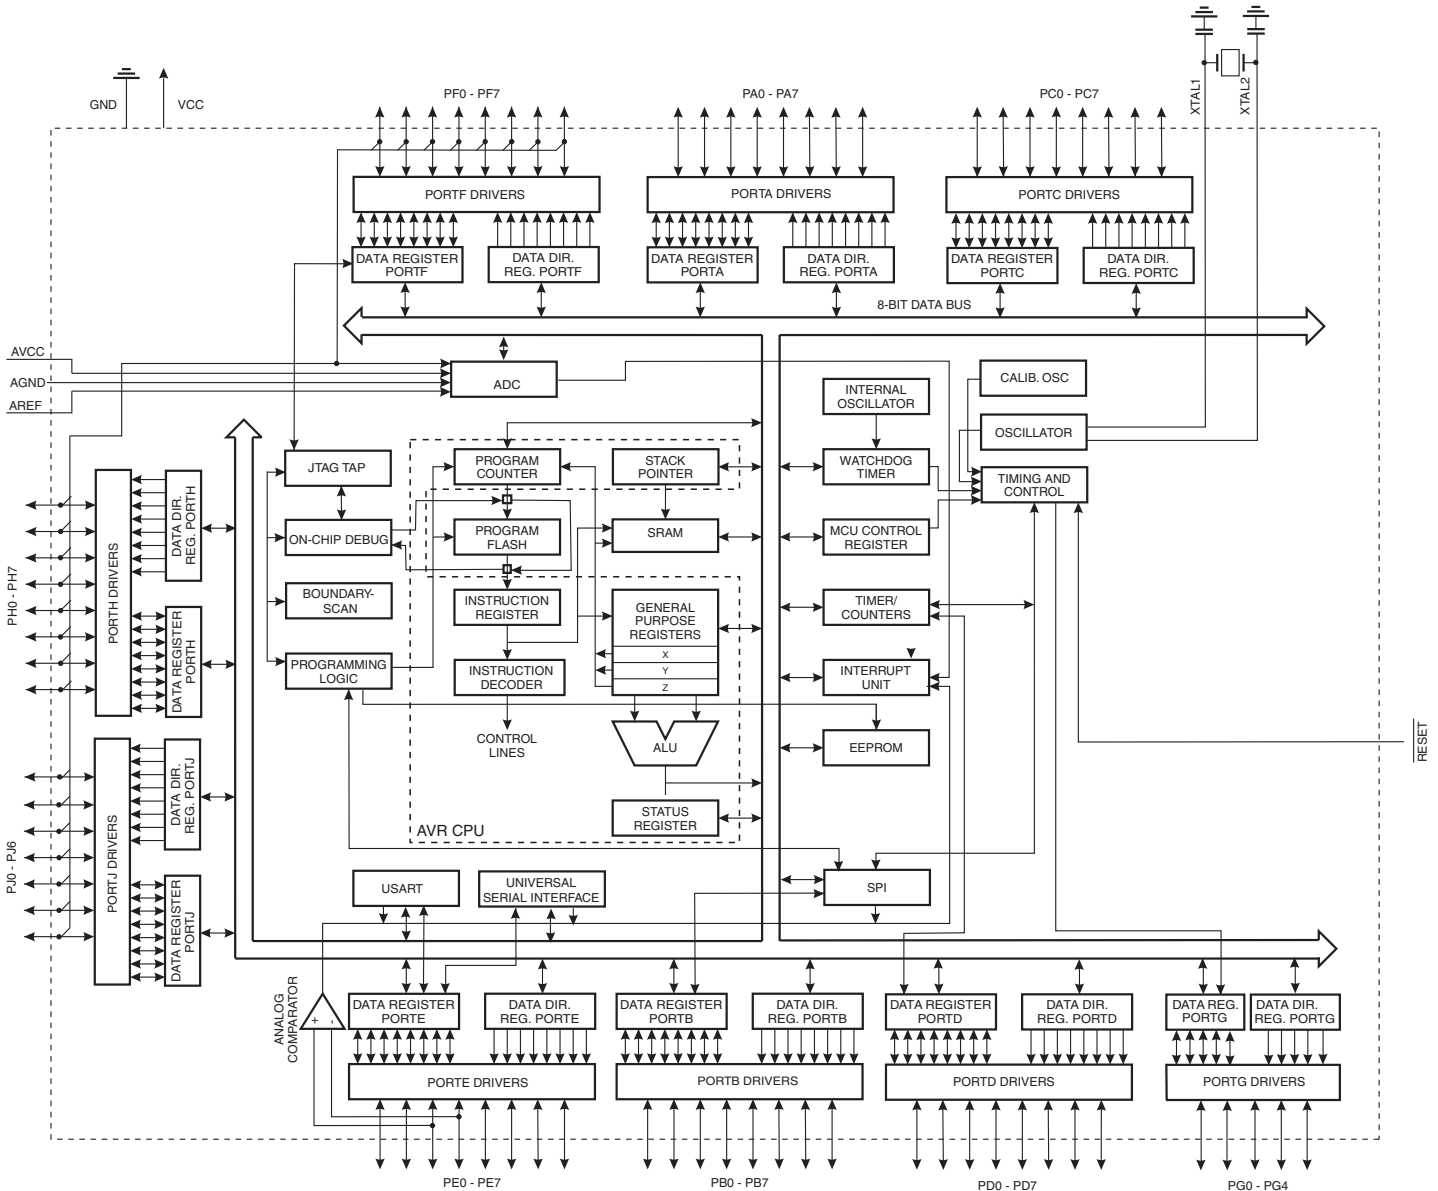 XTAL1
XTAL2
GND
VCC
PF0 - PF7
PA0 - PA7
PC0 - PC7
PORTF DRIVERS
PORTA DRIVERS
PORTC DRIVERS
DATA REGISTER
PORTF
DATA DIR.
REG. PORTF
DATA REGISTER
PORTA
DATA DIR.
REG. PORTA
DATA REGISTER
PORTC
DATA DIR.
REG. PORTC
8-BIT DATA BUS
AVCC
AGND
AREF
ADC
CALIB. OSC
INTERNAL
OSCILLATOR
OSCILLATOR
JTAG TAP
PROGRAM
COUNTER
STACK
POINTER
WATCHDOG
TIMER
TIMING AND
CONTROL
ON-CHIP DEBUG
PROGRAM
FLASH
SRAM
MCU CONTROL
REGISTER
BOUNDARY-
SCAN
INSTRUCTION
REGISTER
GENERAL
PURPOSE
REGISTERS
X
Y
Z
TIMER/
COUNTERS
PROGRAMMING
LOGIC
INSTRUCTION
DECODER
INTERRUPT
UNIT
CONTROL
LINES
ALU
EEPROM
RESET
STATUS
REGISTER
AVR CPU
PH0 - PH7
PORTH DRIVERS
DATA DIR.
REG. PORTH
DATA REGISTER
PORTH
PJ0 - PJ6
PORTJ DRIVERS
DATA DIR.
REG. PORTJ
DATA REGISTER
PORTJ
USART
UNIVERSAL
SERIAL INTERFACE
SPI
ANALOG
COMPARATOR
+
-
DATA REGISTER
PORTE
DATA DIR.
REG. PORTE
DATA REGISTER
PORTB
DATA DIR.
REG. PORTB
DATA REGISTER
PORTD
DATA DIR.
REG. PORTD
DATA REG.
PORTG
DATA DIR.
REG. PORTG
PORTE DRIVERS
PORTB DRIVERS
PORTD DRIVERS
PORTG DRIVERS
PE0 - PE7
PB0 - PB7
PD0 - PD7
PG0 - PG4